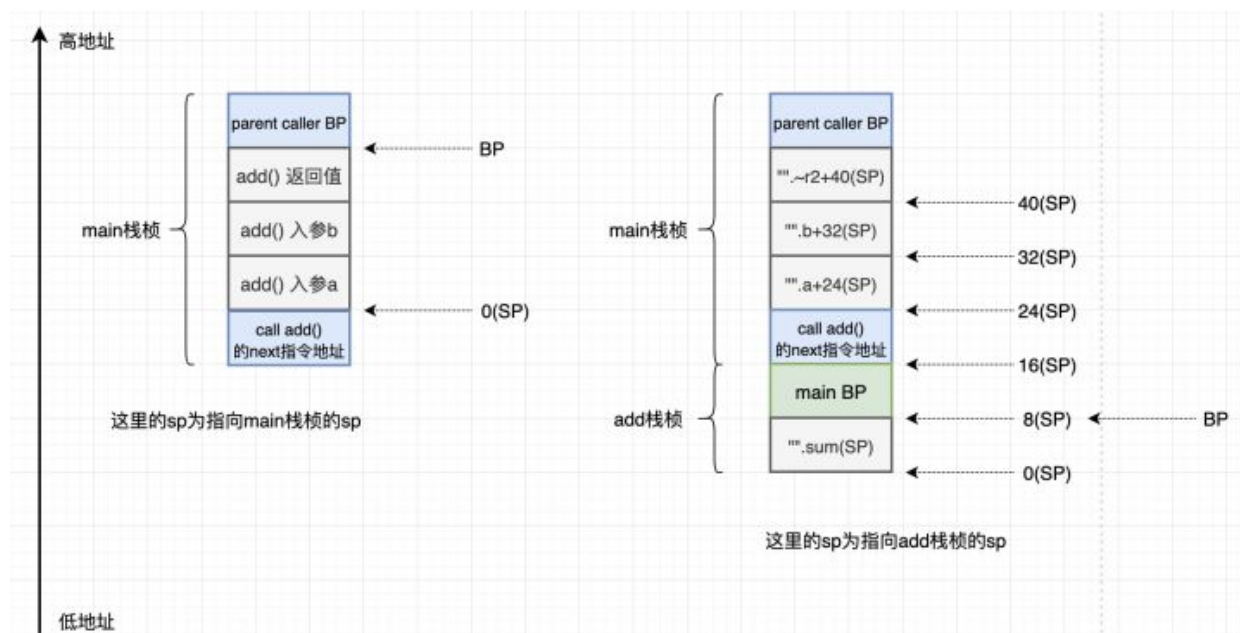 高地址
parent caller BP
BP
add() 返回值
main栈桢
add() 入参b
add() 入参a
0(SP)
call add()
的next指令地址
这里的sp为指向main栈桢的sp
parent caller BP
"".~r2+40(SP)
40(SP)
main栈桢
"".b+32(SP)
32(SP)
"".a+24(SP)
24(SP)
call add()
的next指令地址
16(SP)
main BP
add栈桢
8(SP)
BP
"".sum(SP)
0(SP)
这里的sp为指向add栈桢的sp
低地址